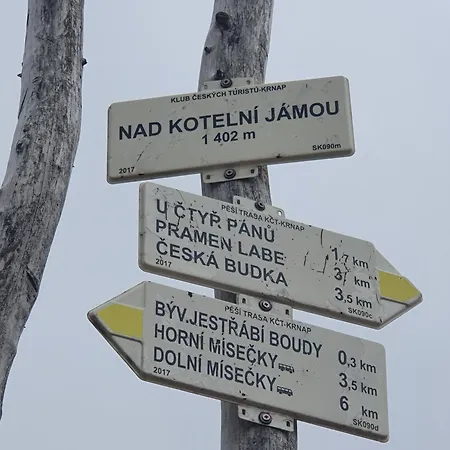 KLUB ČESKÝCH TURISTŮ-KRNAP
NAD KOTELNÍ JÁMOU
1 402 m
2017 SK090m
PĚŠÍ TRASA KČT-KRNAP
U ČTYŘ PÁNŮ 1,7 km
PRAMEN LABE 3 km
ČESKÁ BUDKA 3,5 km
2017 SK090c
PĚŠÍ TRASA KČT-KRNAP
BÝV.JESTŘÁBÍ BOUDY 0,3 km
HORNÍ MÍSEČKY 3,5 km
DOLNÍ MÍSEČKY 6 km
2017 SK090d